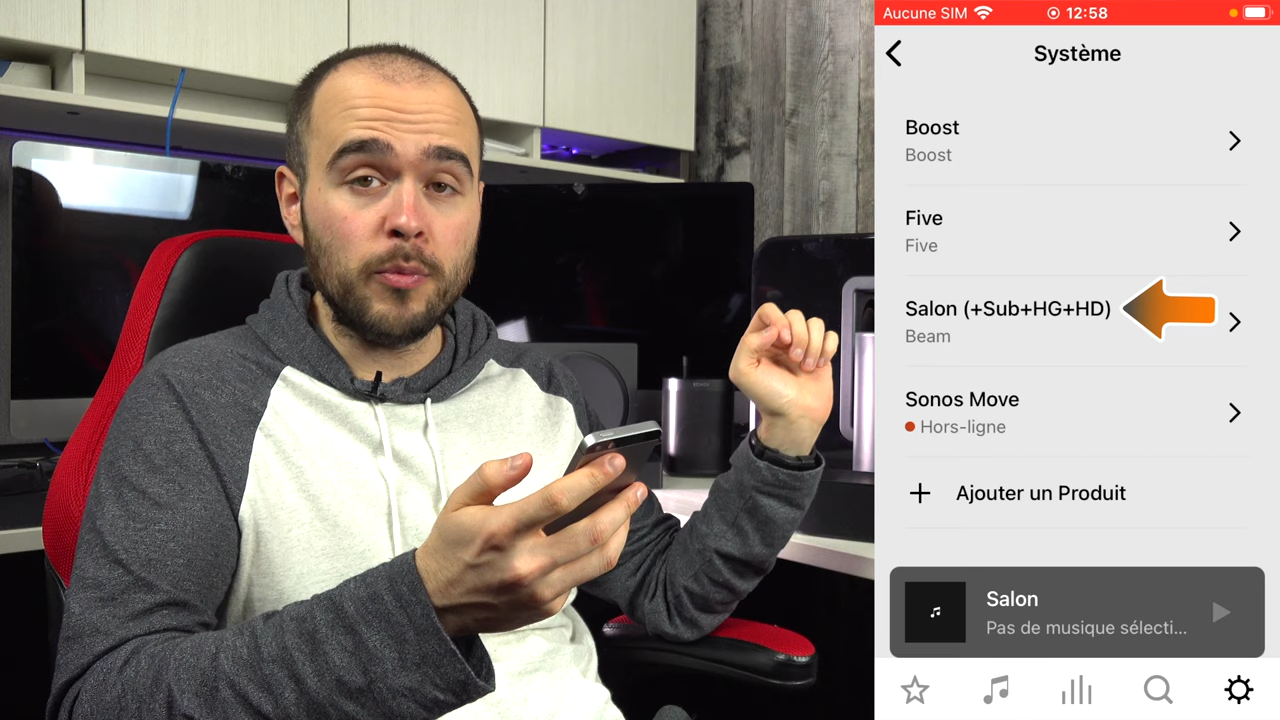 Aucune SIM
12:58
Système
Boost
Boost
Five
Five
Salon (+Sub+HG+HD)
Beam
Sonos Move
Hors-ligne
Ajouter un Produit
Salon
Pas de musique sélecti...
SONOS